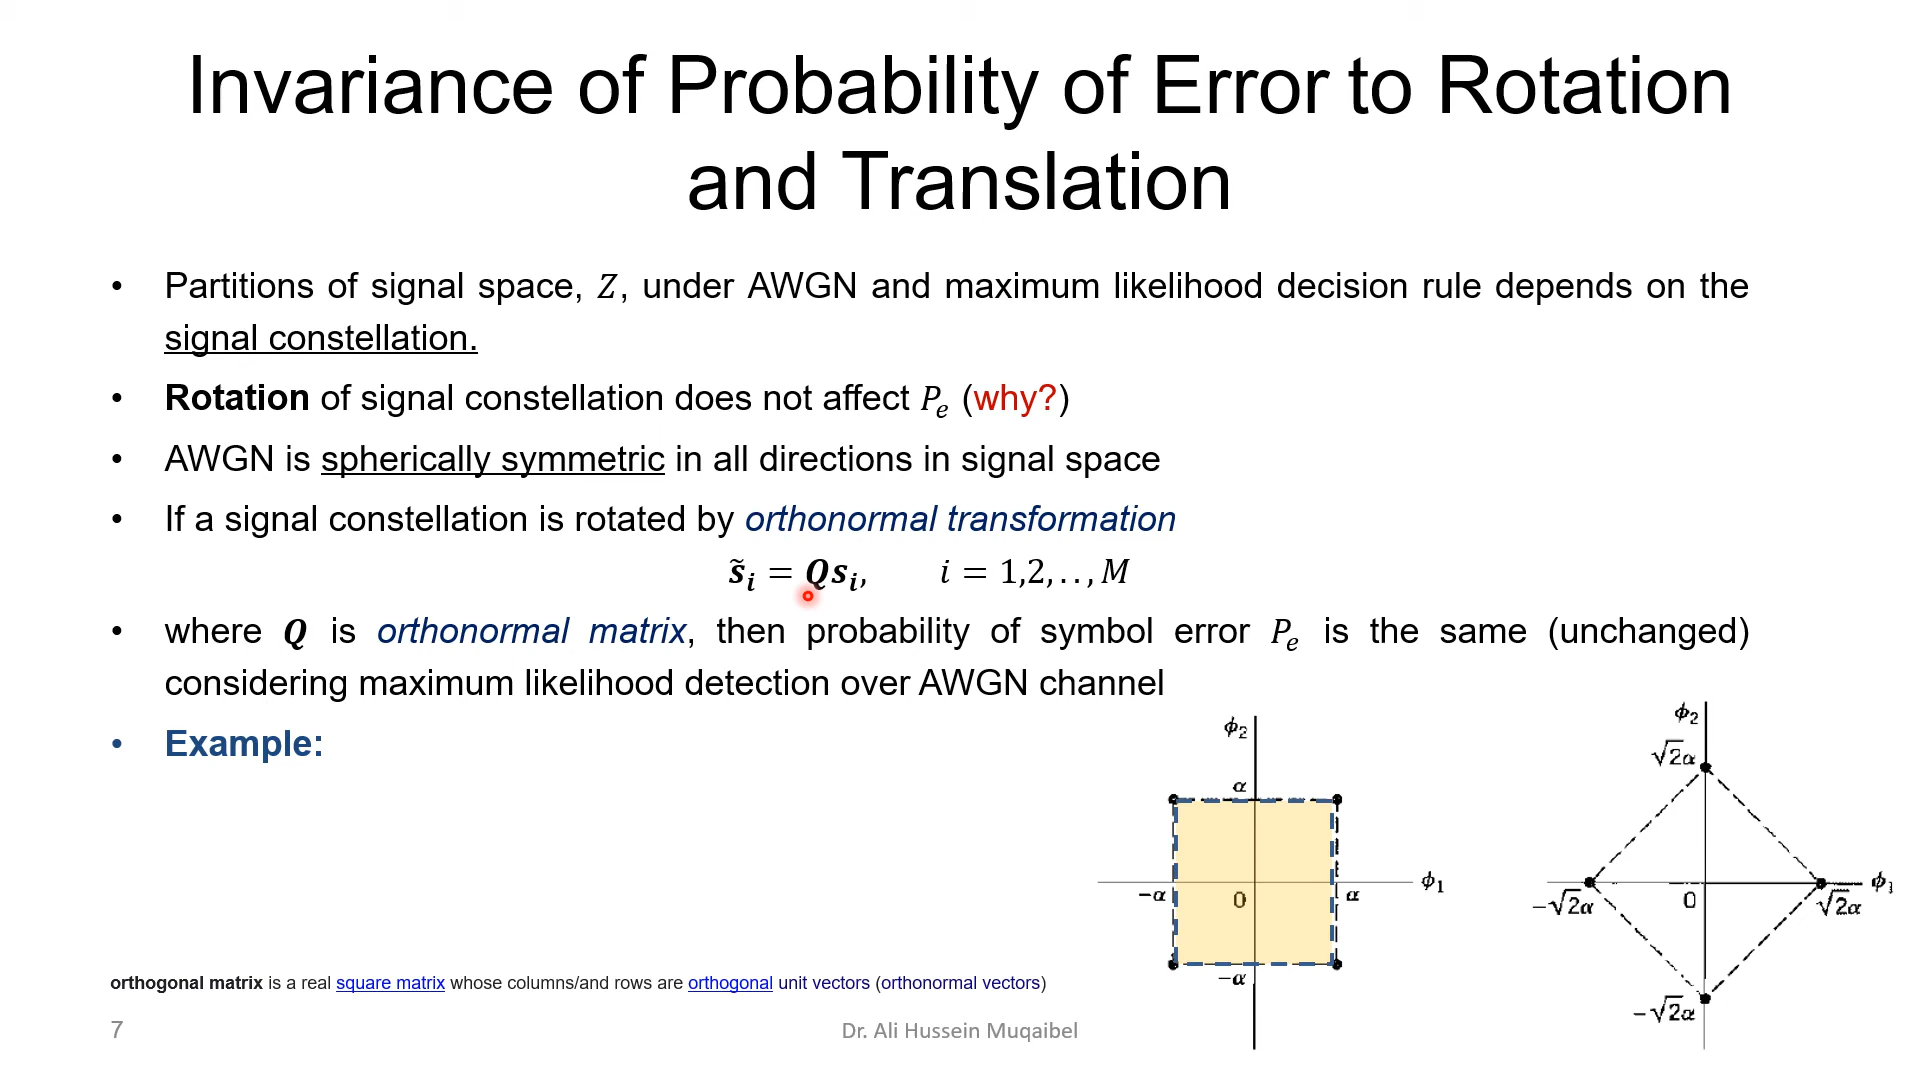 Invariance of Probability of Error to Rotation
and Translation
• Partitions of signal space, Z, under AWGN and maximum likelihood decision rule depends on the
signal constellation.
• Rotation of signal constellation does not affect Pₑ (why?)
• AWGN is spherically symmetric in all directions in signal space
• If a signal constellation is rotated by orthonormal transformation
s̃ᵢ = Qsᵢ, i = 1,2,..,M
• where Q is orthonormal matrix, then probability of symbol error Pₑ is the same (unchanged)
considering maximum likelihood detection over AWGN channel
• Example:
ϕ₂
α
−α
0
α
ϕ₁
−α
ϕ₂
√2α
−√2α
0
√2α
ϕ₁
−√2α
orthogonal matrix is a real square matrix whose columns/and rows are orthogonal unit vectors (orthonormal vectors)
7
Dr. Ali Hussein Muqaibel